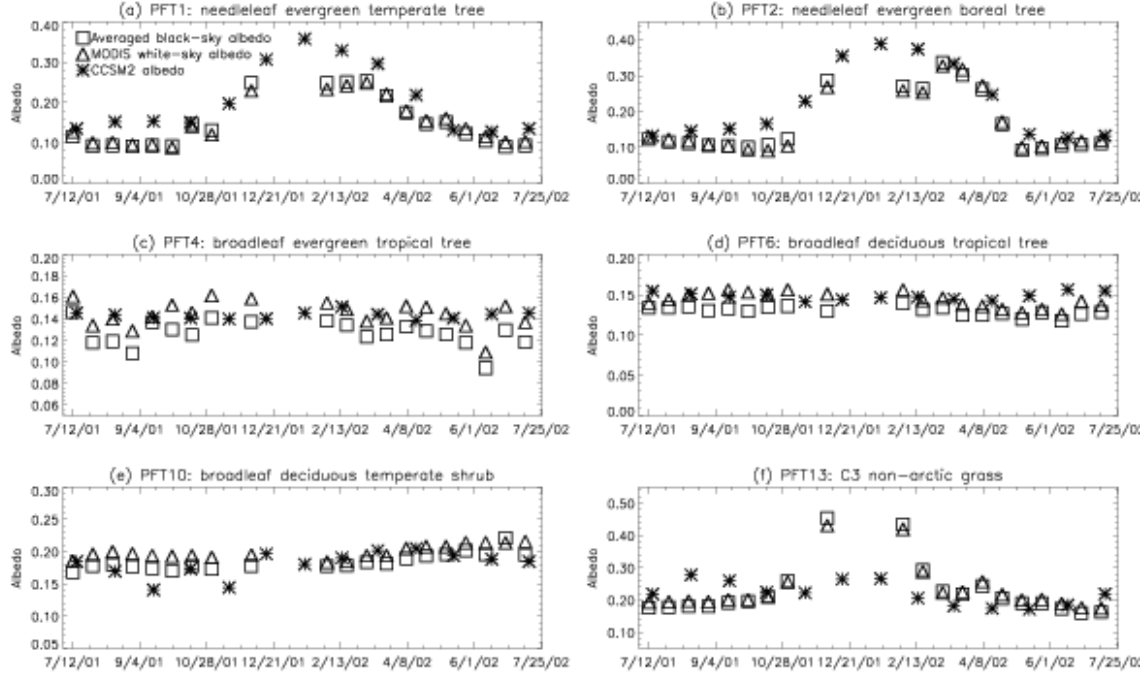 (a) PFT1: needleleaf evergreen temperate tree
0.40
0.30
0.20
0.10
0.00
Albedo
Averaged black-sky albedo
MODIS white-sky albedo
CCSM2 albedo
7/12/01 9/4/01 10/28/01 12/21/01 2/13/02 4/8/02 6/1/02 7/25/02
(b) PFT2: needleleaf evergreen boreal tree
0.40
0.30
0.20
0.10
0.00
Albedo
7/12/01 9/4/01 10/28/01 12/21/01 2/13/02 4/8/02 6/1/02 7/25/02
(c) PFT4: broadleaf evergreen tropical tree
0.20
0.18
0.16
0.14
0.12
0.10
0.08
0.06
Albedo
7/12/01 9/4/01 10/28/01 12/21/01 2/13/02 4/8/02 6/1/02 7/25/02
(d) PFT6: broadleaf deciduous tropical tree
0.20
0.15
0.10
0.05
0.00
Albedo
7/12/01 9/4/01 10/28/01 12/21/01 2/13/02 4/8/02 6/1/02 7/25/02
(e) PFT10: broadleaf deciduous temperate shrub
0.30
0.25
0.20
0.15
0.10
0.05
Albedo
7/12/01 9/4/01 10/28/01 12/21/01 2/13/02 4/8/02 6/1/02 7/25/02
(f) PFT13: C3 non-arctic grass
0.50
0.40
0.30
0.20
0.10
Albedo
7/12/01 9/4/01 10/28/01 12/21/01 2/13/02 4/8/02 6/1/02 7/25/02